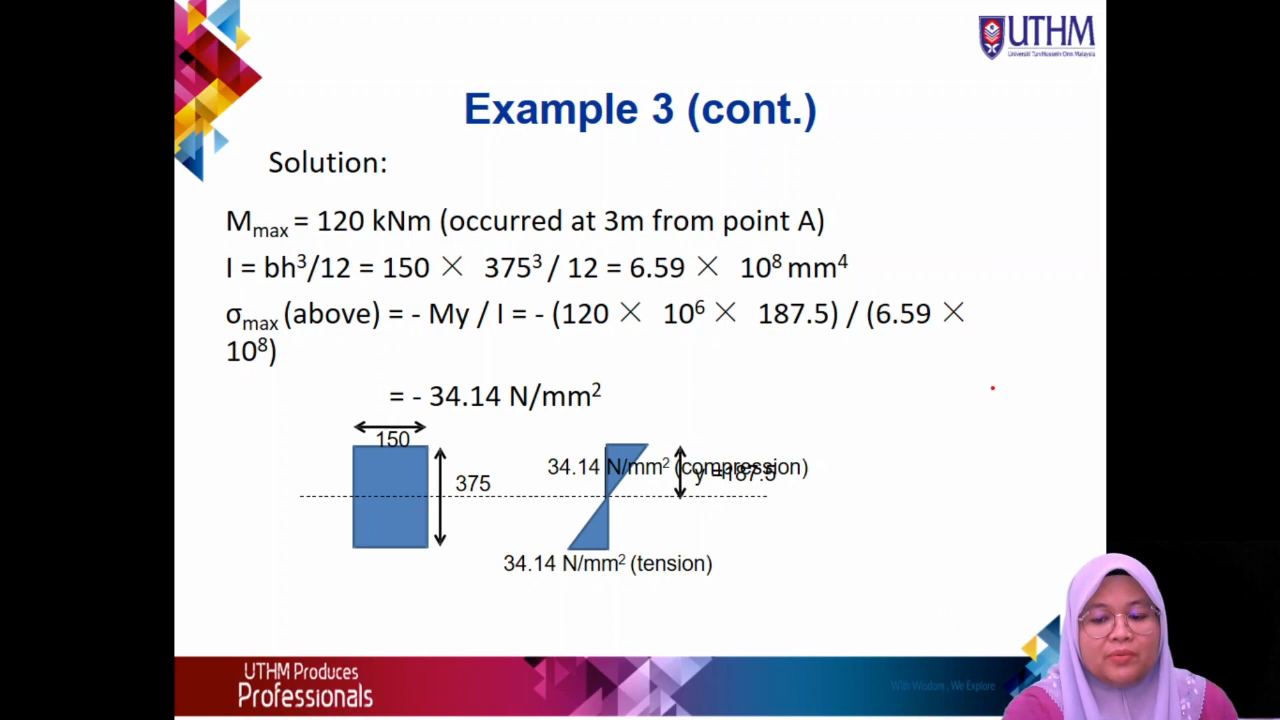 UTHM
Universiti Tun Hussein Onn Malaysia
Example 3 (cont.)
Solution:
Mmax = 120 kNm (occurred at 3m from point A)
I = bh³/12 = 150 × 375³ / 12 = 6.59 × 10⁸ mm⁴
σmax (above) = - My / I = - (120 × 10⁶ × 187.5) / (6.59 ×
10⁸)
= - 34.14 N/mm²
150
375
34.14 N/mm² (compression)
y =187.5
34.14 N/mm² (tension)
UTHM Produces
Professionals
With Wisdom, We Explore